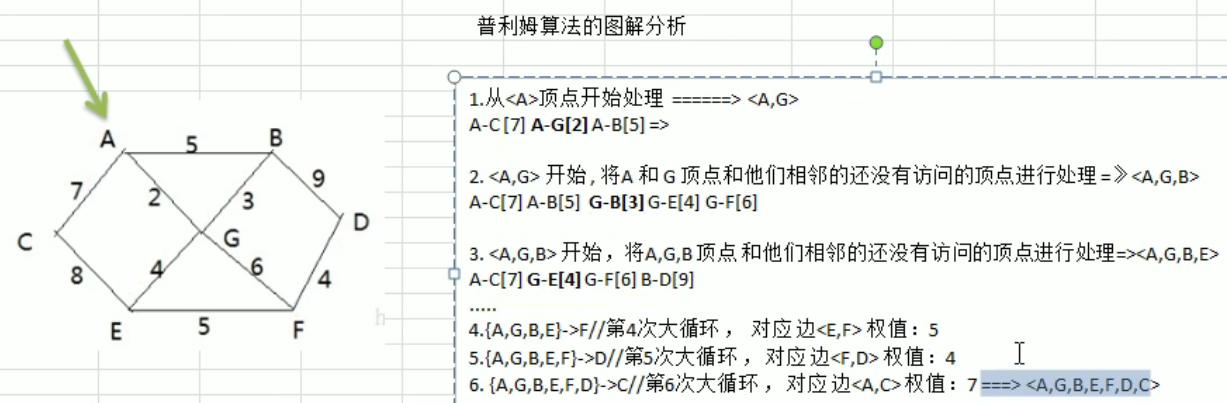 普利姆算法的图解分析
A
5
B
7
2
3
9
C
G
D
8
4
6
4
E
5
F
h
1.从<A>顶点开始处理 ======> <A,G>
A-C [7] A-G[2] A-B[5] =>
2. <A,G> 开始 , 将A 和 G 顶点和他们相邻的还没有访问的顶点进行处理 =》<A,G,B>
A-C[7] A-B[5] G-B[3] G-E[4] G-F[6]
3. <A,G,B> 开始，将A,G,B 顶点 和他们相邻的还没有访问的顶点进行处理=><A,G,B,E>
A-C[7] G-E[4] G-F[6] B-D[9]
.....
4.{A,G,B,E}->F//第4次大循环 ， 对应边<E,F> 权值：5
5.{A,G,B,E,F}->D//第5次大循环 ， 对应边<F,D> 权值：4
6. {A,G,B,E,F,D}->C//第6次大循环 ，对应边<A,C> 权值：7 ===> <A,G,B,E,F,D,C>